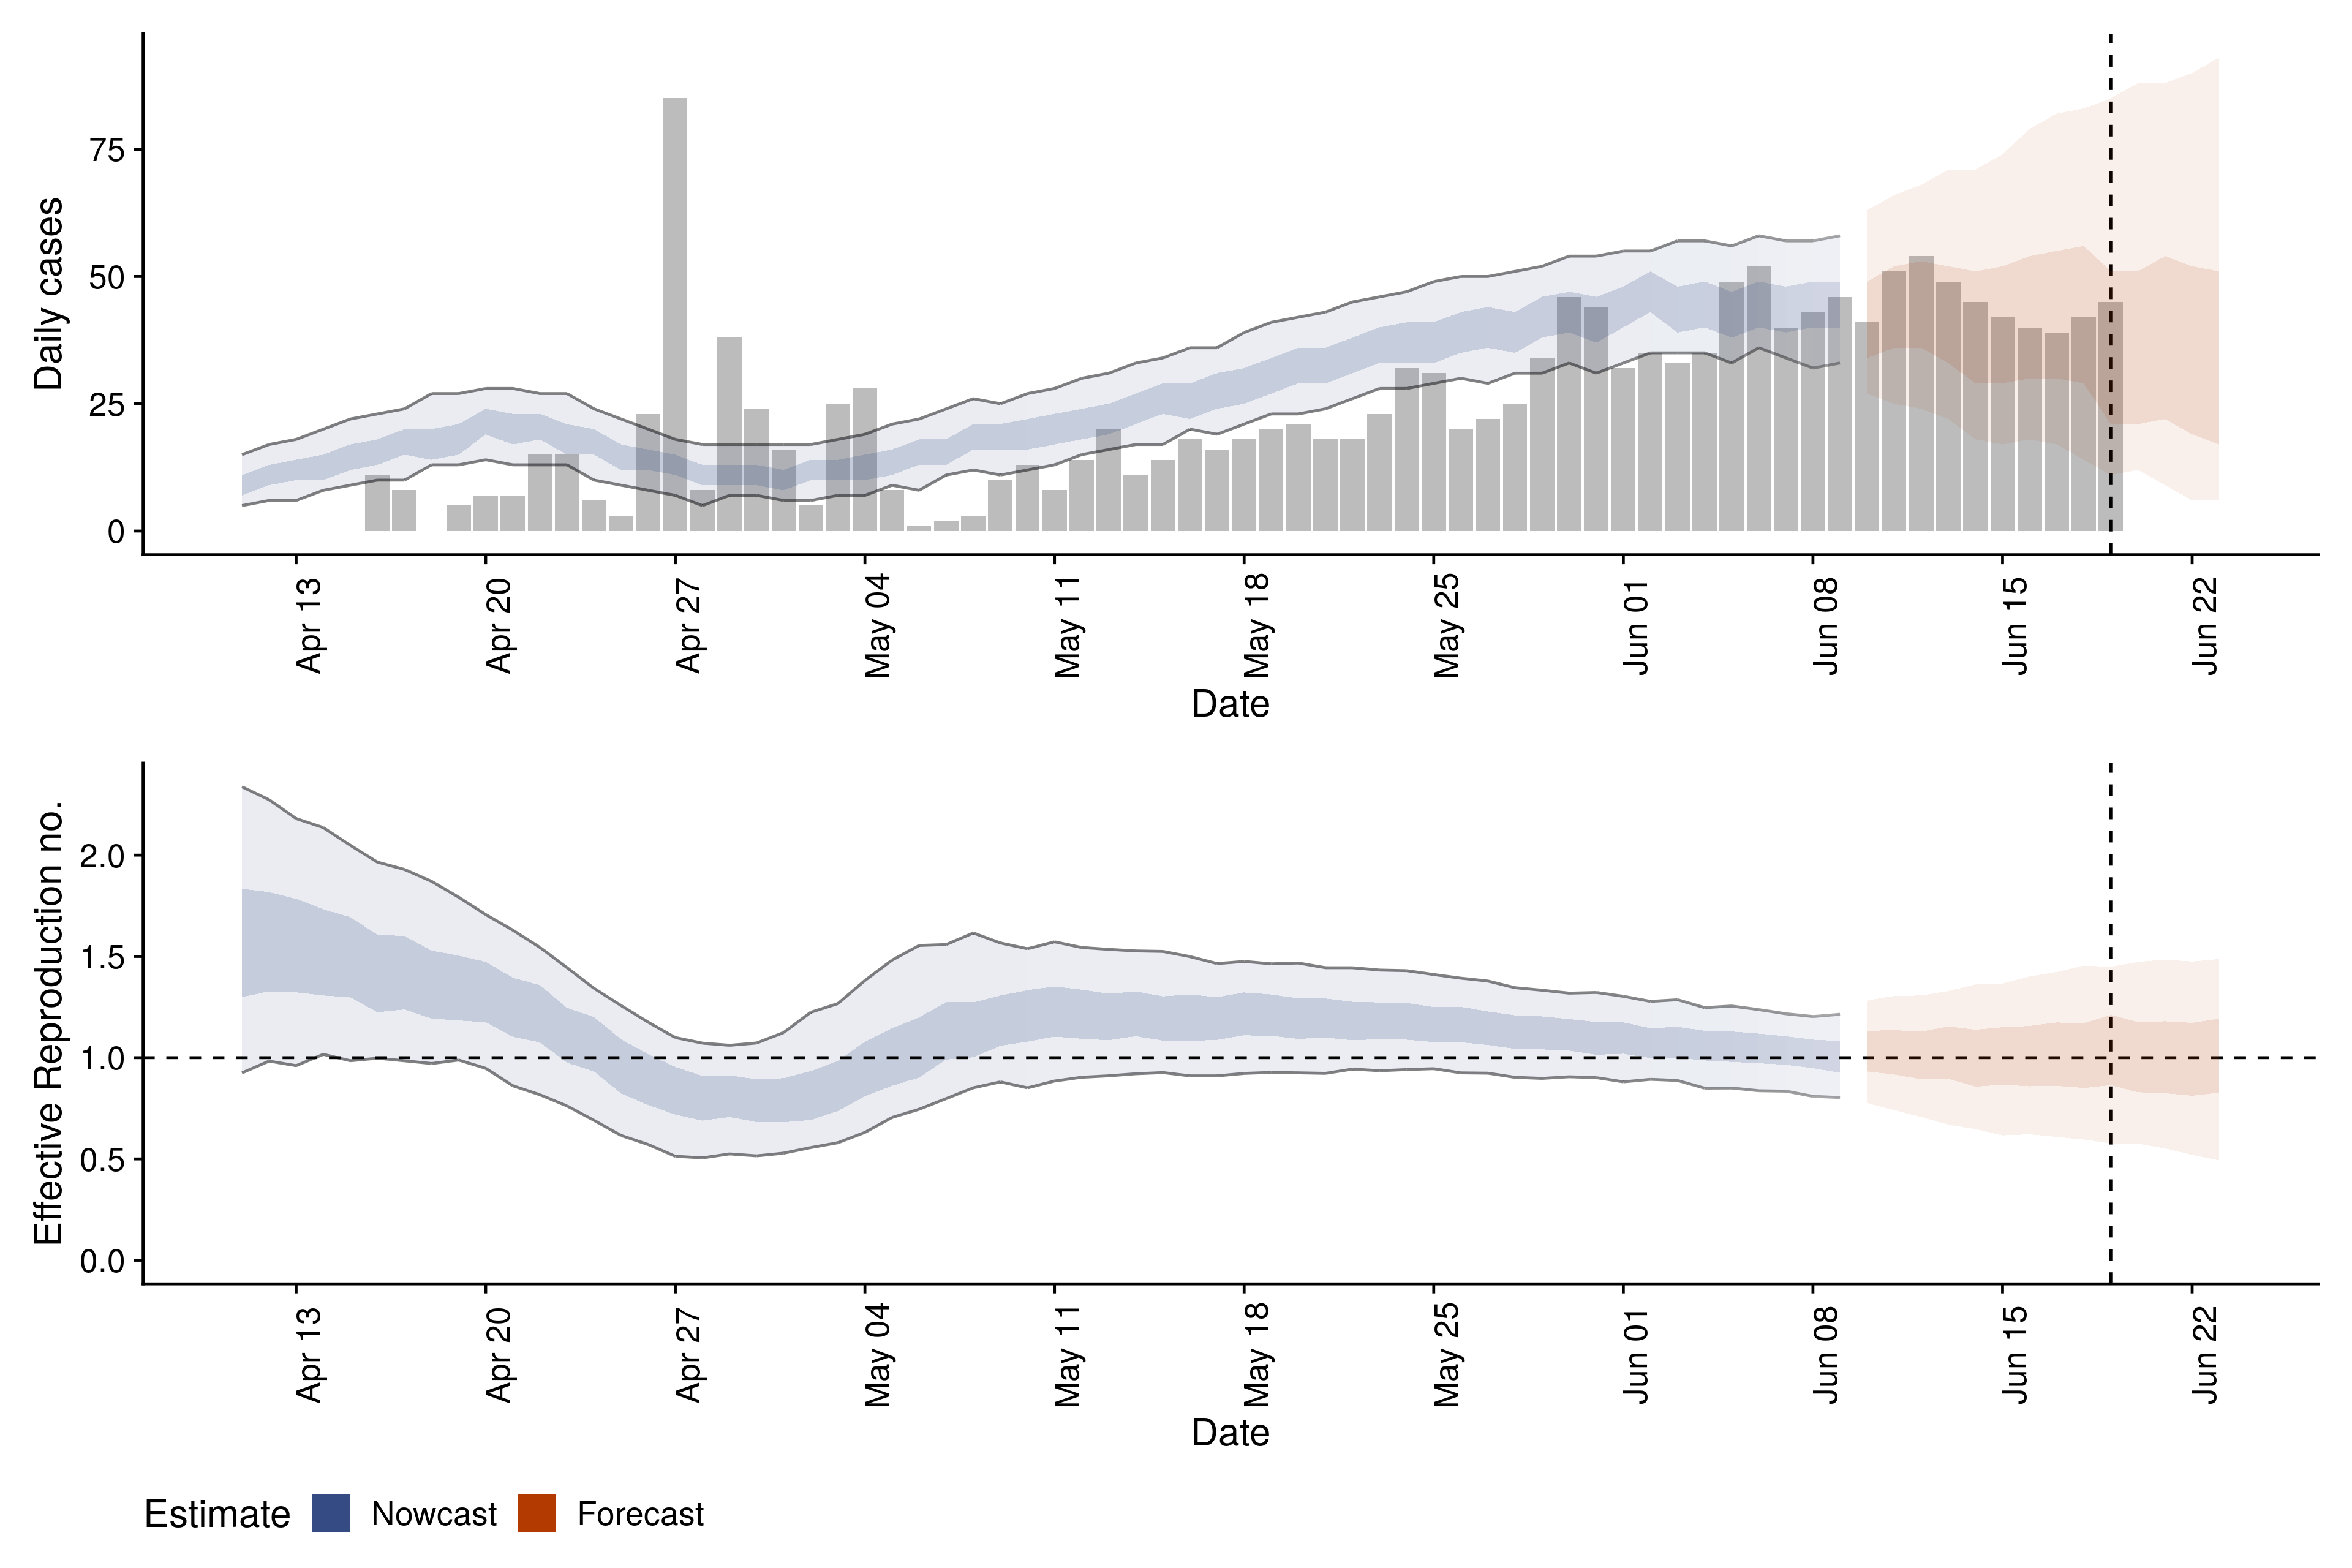 Daily cases
75
50
25
0
Apr 13
Apr 20
Apr 27
May 04
May 11
May 18
May 25
Jun 01
Jun 08
Jun 15
Jun 22
Date
Effective Reproduction no.
2.0
1.5
1.0
0.5
0.0
Apr 13
Apr 20
Apr 27
May 04
May 11
May 18
May 25
Jun 01
Jun 08
Jun 15
Jun 22
Date
Estimate Nowcast Forecast